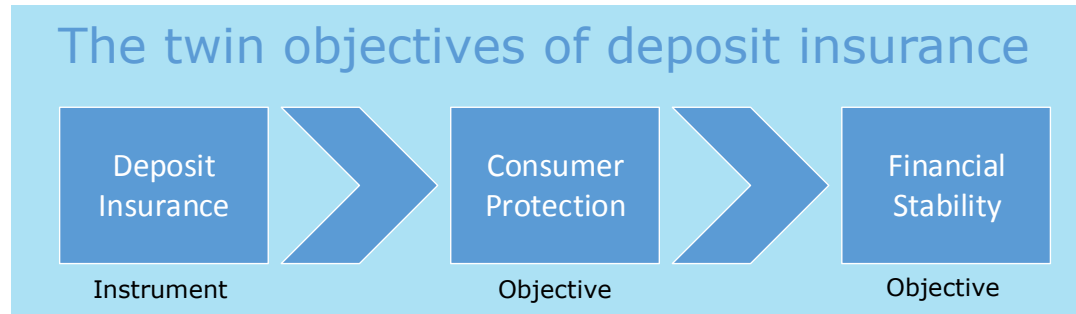 The twin objectives of deposit insurance
Deposit
Insurance
Consumer
Protection
Financial
Stability
Instrument
Objective
Objective